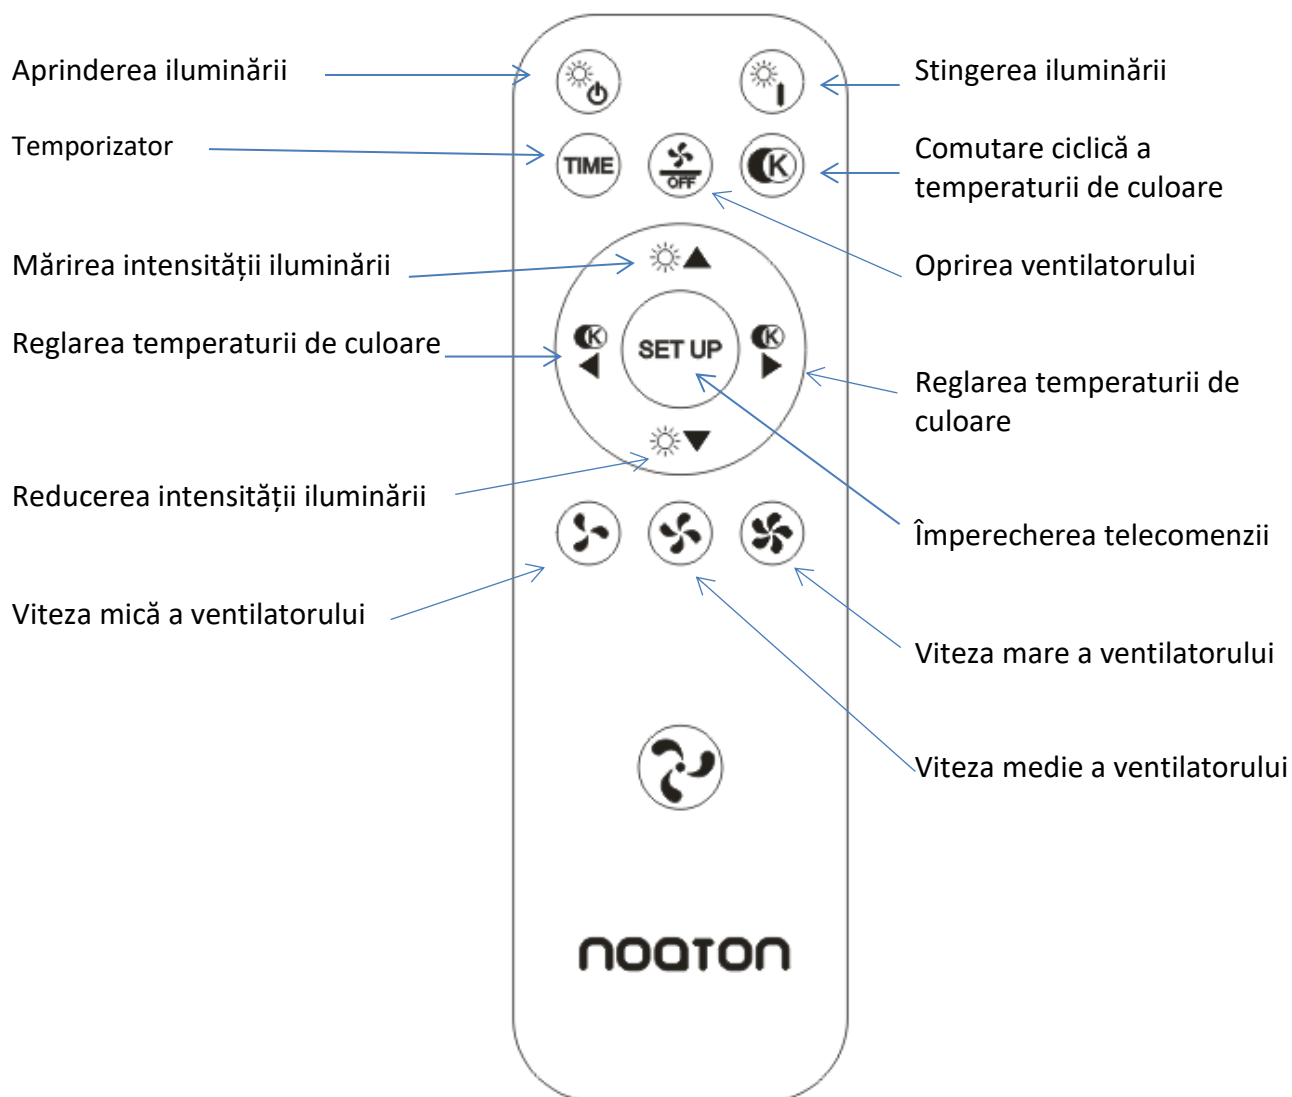 Aprinderea iluminării
Stingerea iluminării
Temporizator
TIME
OFF
K
Comutare ciclică a
temperaturii de culoare
Mărirea intensității iluminării
Oprirea ventilatorului
Reglarea temperaturii de culoare
K
SET UP
K
Reglarea temperaturii de
culoare
Reducerea intensității iluminării
Împerecherea telecomenzii
Viteza mică a ventilatorului
Viteza mare a ventilatorului
Viteza medie a ventilatorului
noaton